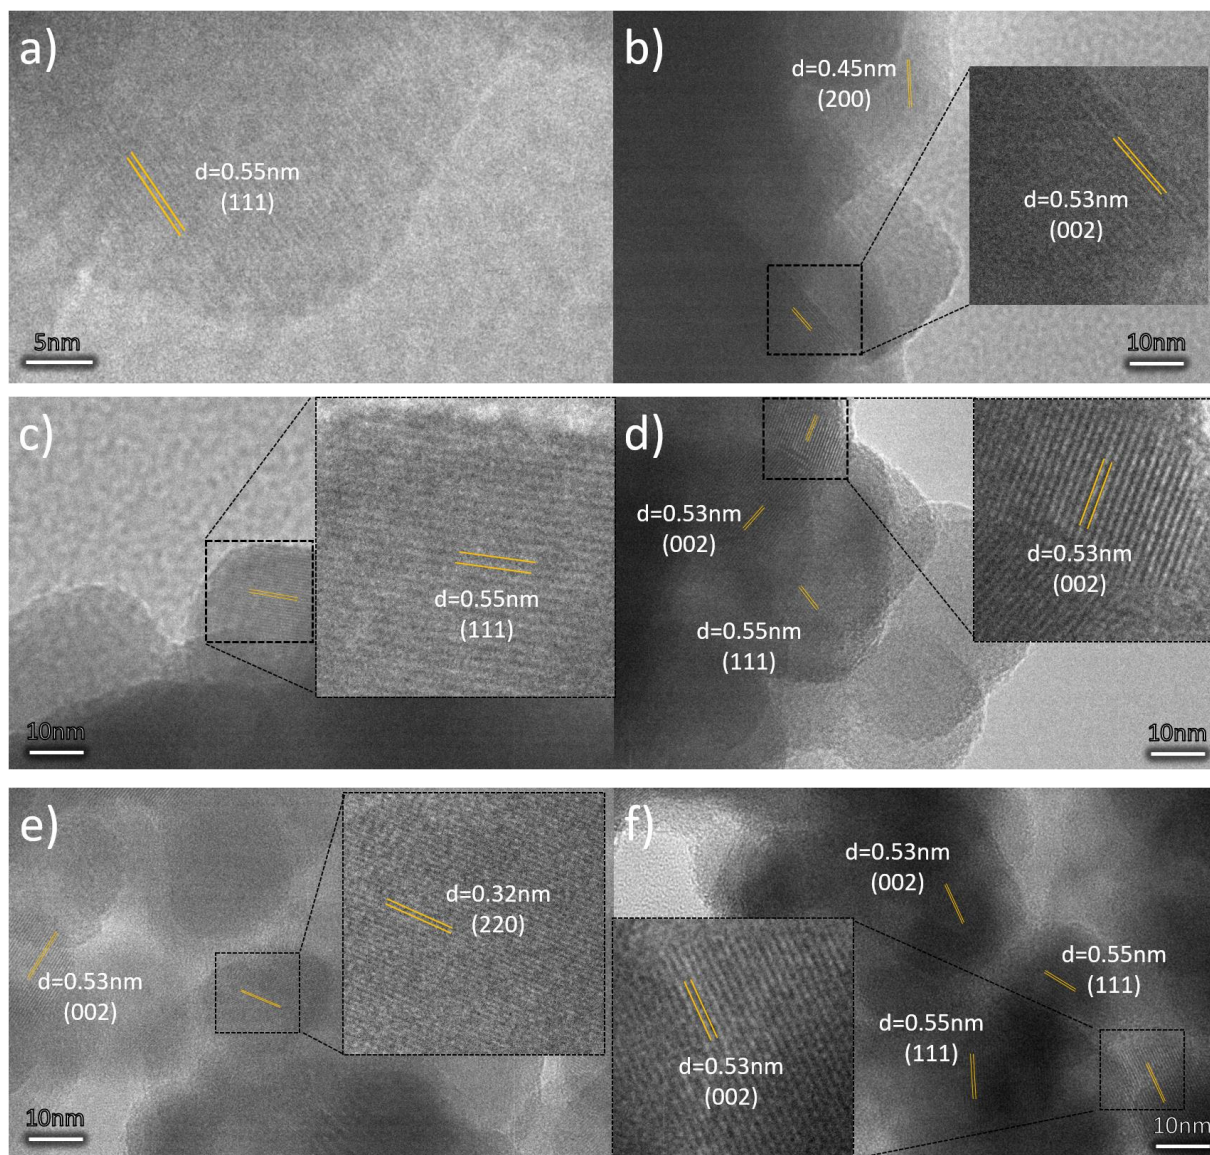 a)
d=0.55nm
(111)
5nm
b)
d=0.45nm
(200)
d=0.53nm
(002)
10nm
c)
d=0.55nm
(111)
10nm
d)
d=0.53nm
(002)
d=0.55nm
(111)
d=0.53nm
(002)
10nm
e)
d=0.53nm
(002)
d=0.32nm
(220)
10nm
f)
d=0.53nm
(002)
d=0.55nm
(111)
d=0.55nm
(111)
d=0.53nm
(002)
10nm